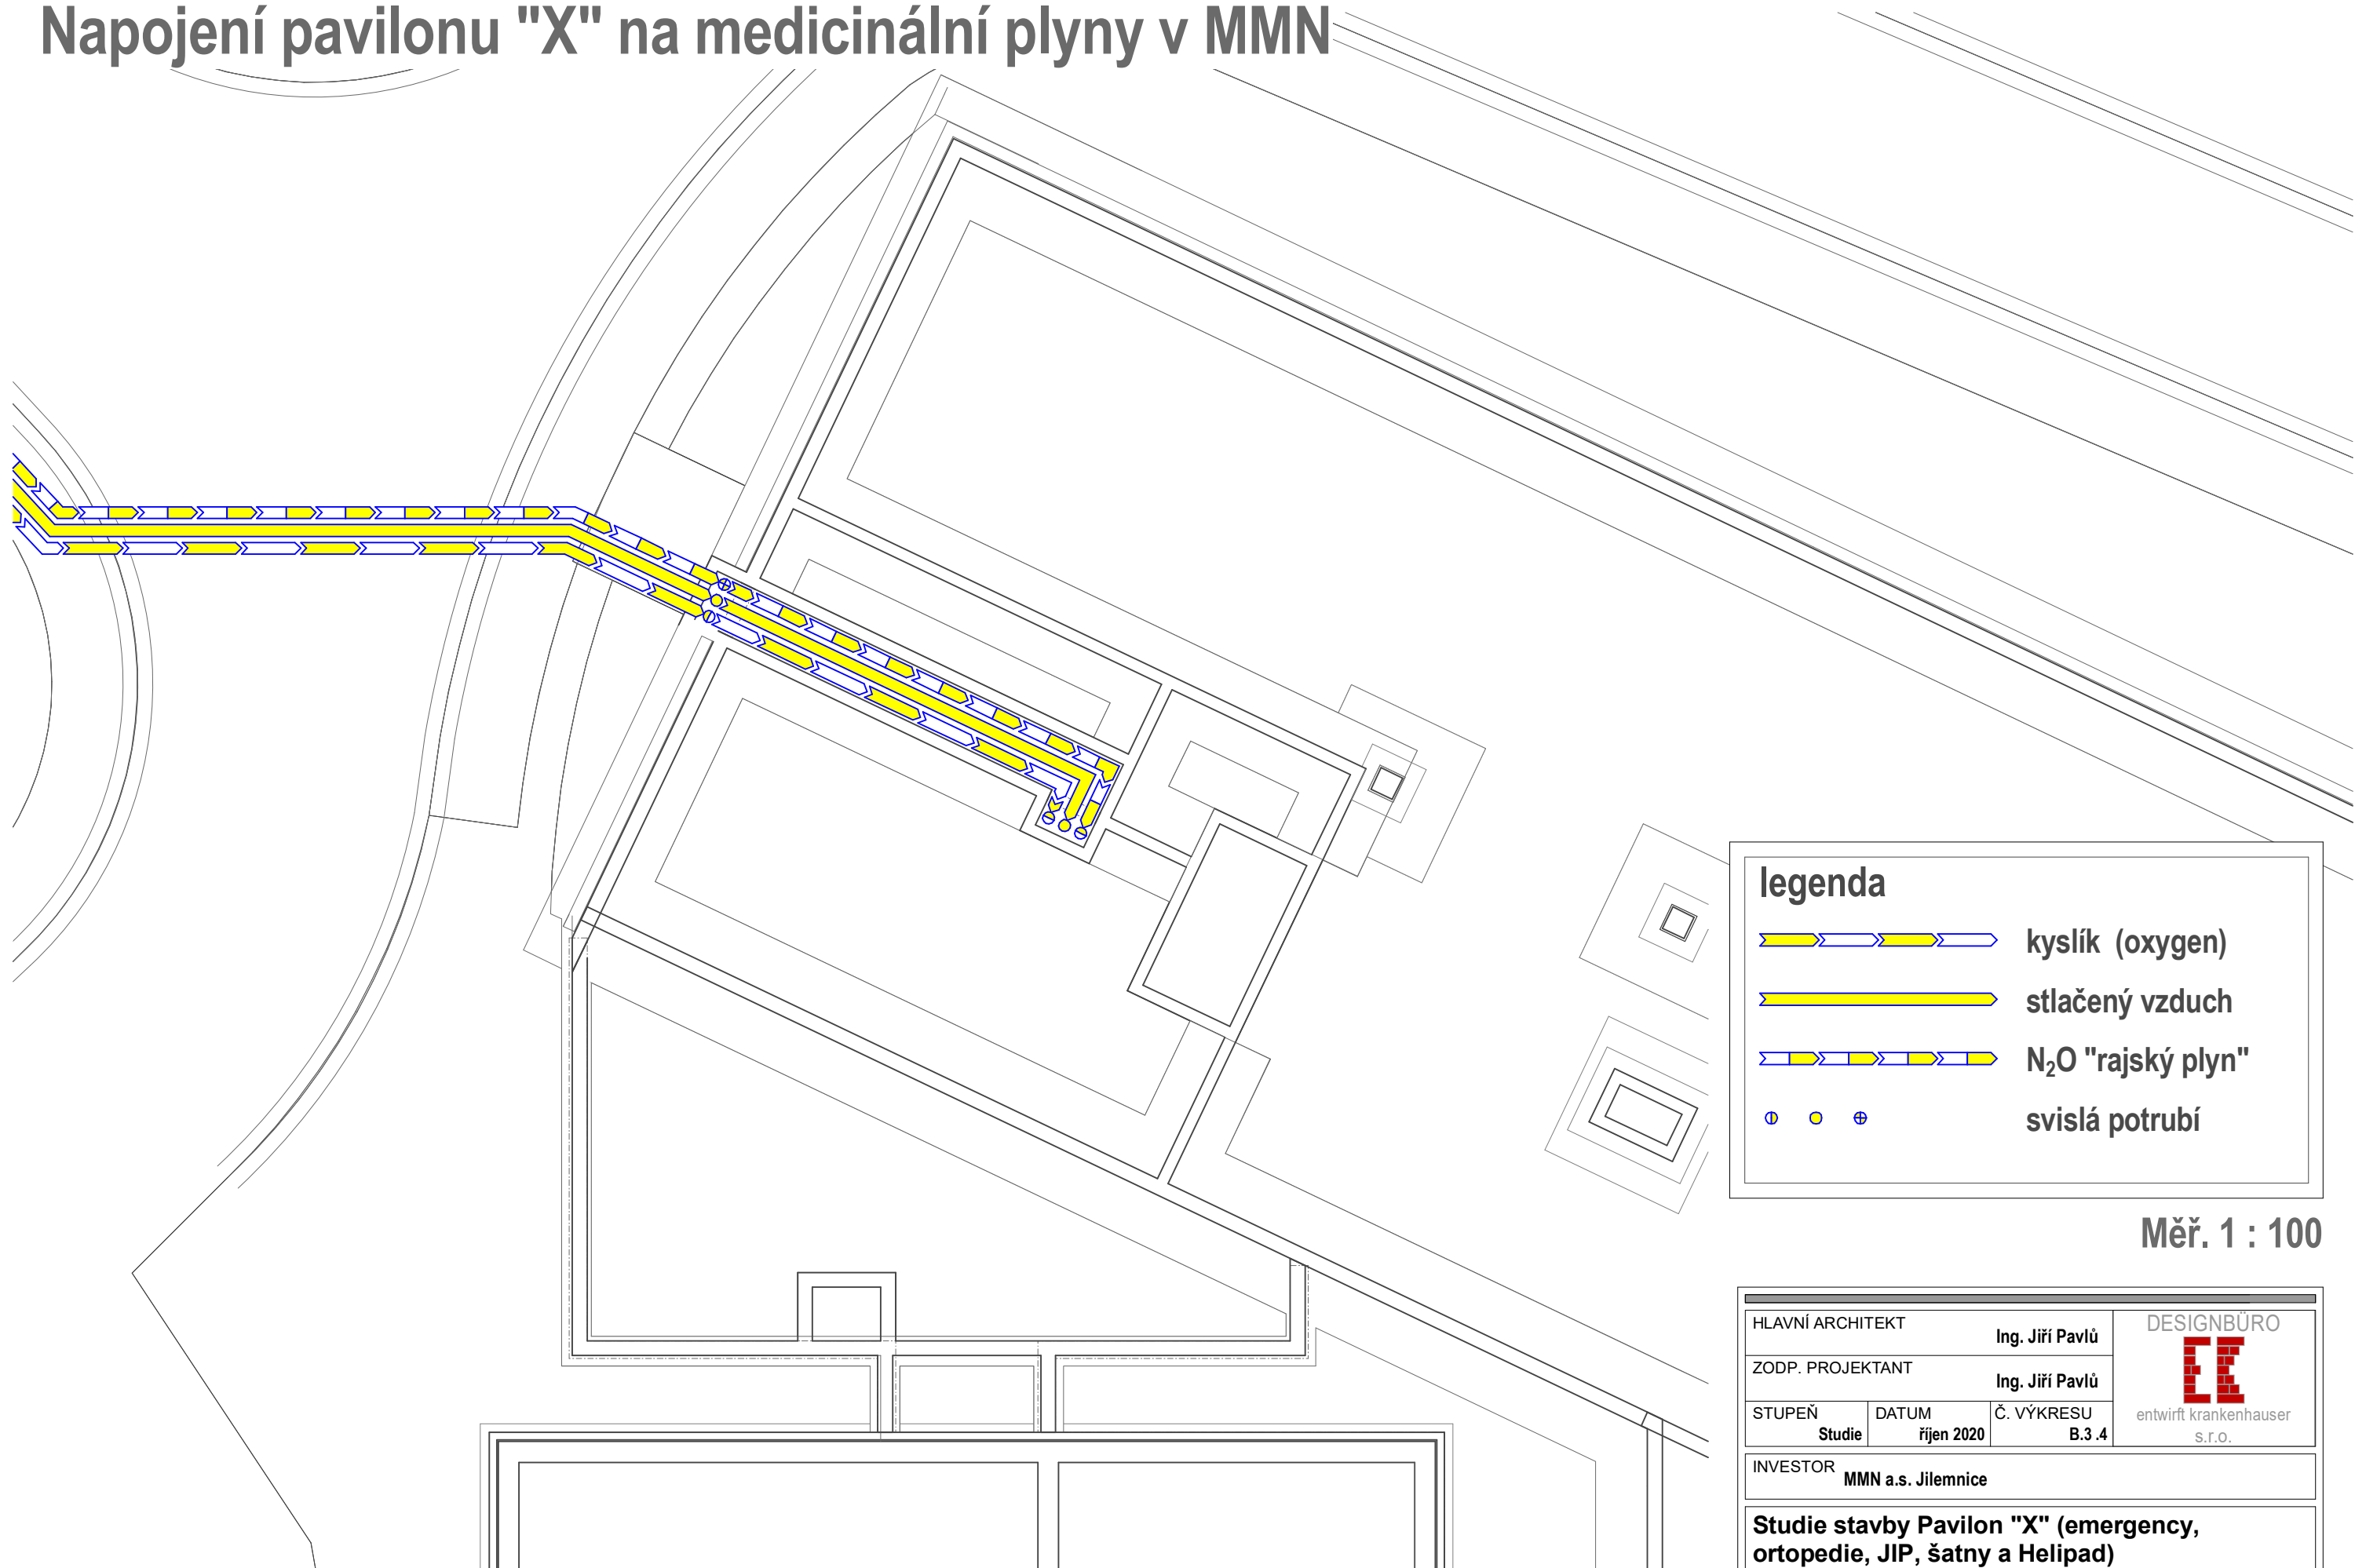 Napojení pavilonu "X" na medicinální plyny v MMN
legenda
kyslík (oxygen)
stlačený vzduch
N₂O "rajský plyn"
svislá potrubí
Měř. 1 : 100
HLAVNÍ ARCHITEKT
Ing. Jiří Pavlů
ZODP. PROJEKTANT
Ing. Jiří Pavlů
STUPEŇ
Studie
DATUM
říjen 2020
Č. VÝKRESU
B.3 .4
DESIGNBÜRO
EK
entwirft krankenhauser
s.r.o.
INVESTOR MMN a.s. Jilemnice
Studie stavby Pavilon "X" (emergency,
ortopedie, JIP, šatny a Helipad)